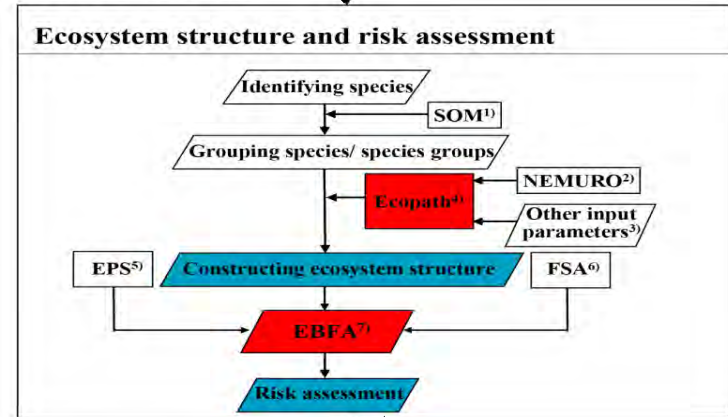 Ecosystem structure and risk assessment
Identifying species
SOM¹⁾
Grouping species/ species groups
NEMURO²⁾
Ecopath⁴⁾
Other input
parameters³⁾
EPS⁵⁾
Constructing ecosystem structure
FSA⁶⁾
EBFA⁷⁾
Risk assessment